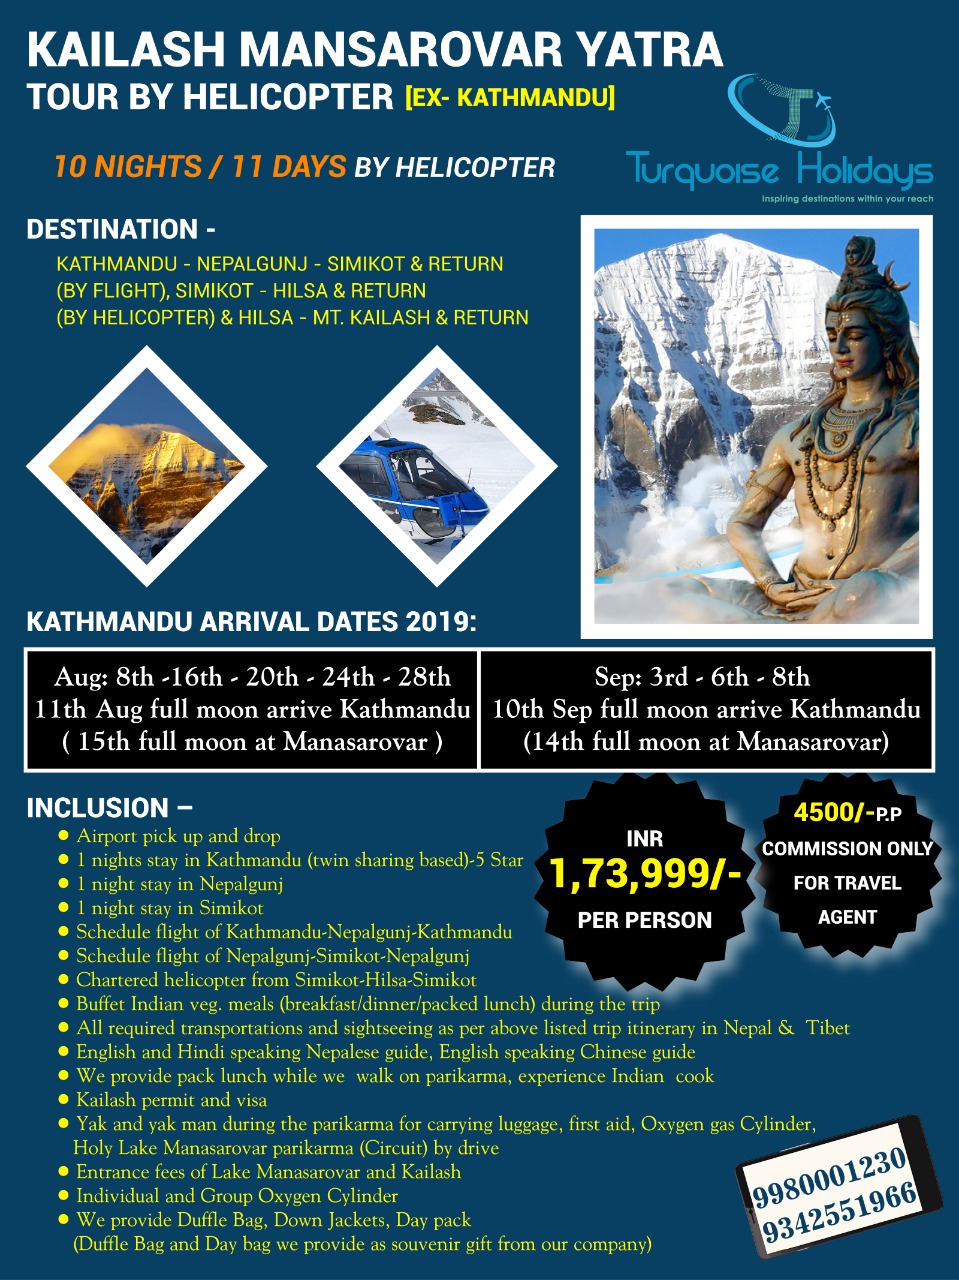 KAILASH MANSAROVAR YATRA
TOUR BY HELICOPTER [EX- KATHMANDU]
T
Turquoise Holidays
Inspiring destinations within your reach
10 NIGHTS / 11 DAYS BY HELICOPTER
DESTINATION -
KATHMANDU - NEPALGUNJ - SIMIKOT & RETURN
(BY FLIGHT), SIMIKOT - HILSA & RETURN
(BY HELICOPTER) & HILSA - MT. KAILASH & RETURN
KATHMANDU ARRIVAL DATES 2019:
Aug: 8th -16th - 20th - 24th - 28th
11th Aug full moon arrive Kathmandu
( 15th full moon at Manasarovar )
Sep: 3rd - 6th - 8th
10th Sep full moon arrive Kathmandu
(14th full moon at Manasarovar)
INR
1,73,999/-
PER PERSON
4500/-P.P
COMMISSION ONLY
FOR TRAVEL
AGENT
INCLUSION –
● Airport pick up and drop
● 1 nights stay in Kathmandu (twin sharing based)-5 Star
● 1 night stay in Nepalgunj
● 1 night stay in Simikot
● Schedule flight of Kathmandu-Nepalgunj-Kathmandu
● Schedule flight of Nepalgunj-Simikot-Nepalgunj
● Chartered helicopter from Simikot-Hilsa-Simikot
● Buffet Indian veg. meals (breakfast/dinner/packed lunch) during the trip
● All required transportations and sightseeing as per above listed trip itinerary in Nepal & Tibet
● English and Hindi speaking Nepalese guide, English speaking Chinese guide
● We provide pack lunch while we walk on parikarma, experience Indian cook
● Kailash permit and visa
● Yak and yak man during the parikarma for carrying luggage, first aid, Oxygen gas Cylinder,
Holy Lake Manasarovar parikarma (Circuit) by drive
● Entrance fees of Lake Manasarovar and Kailash
● Individual and Group Oxygen Cylinder
● We provide Duffle Bag, Down Jackets, Day pack
(Duffle Bag and Day bag we provide as souvenir gift from our company)
9980001230
9342551966